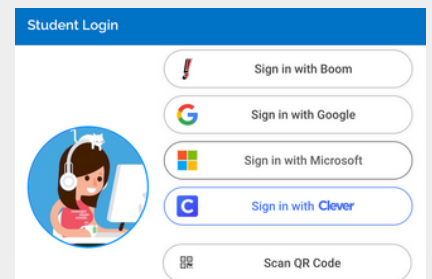 Student Login
Sign in with Boom
Sign in with Google
Sign in with Microsoft
Sign in with Clever
Scan QR Code